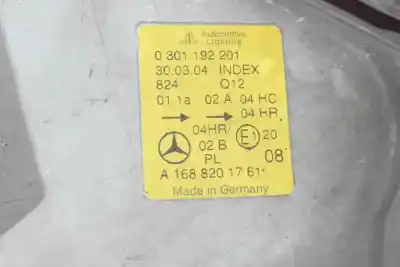 Automotive
Lighting
0 301 192 201
30.03.04 INDEX
824 Q12
01 1a 02 A 04 HC
04 HR
04HR/
02 B
E1 20
PL 08
A 168 820 17 61
Made in Germany